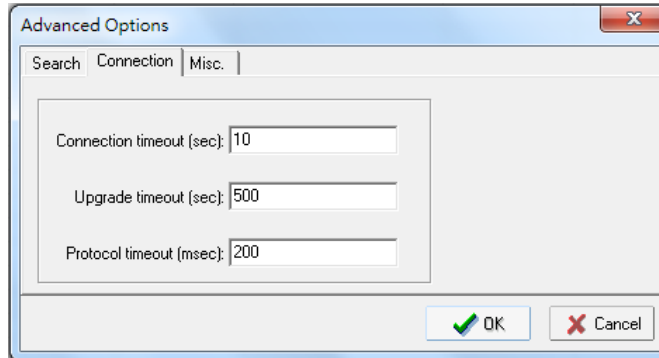 Advanced Options
Search Connection Misc.
Connection timeout (sec): 10
Upgrade timeout (sec): 500
Protocol timeout (msec): 200
OK Cancel